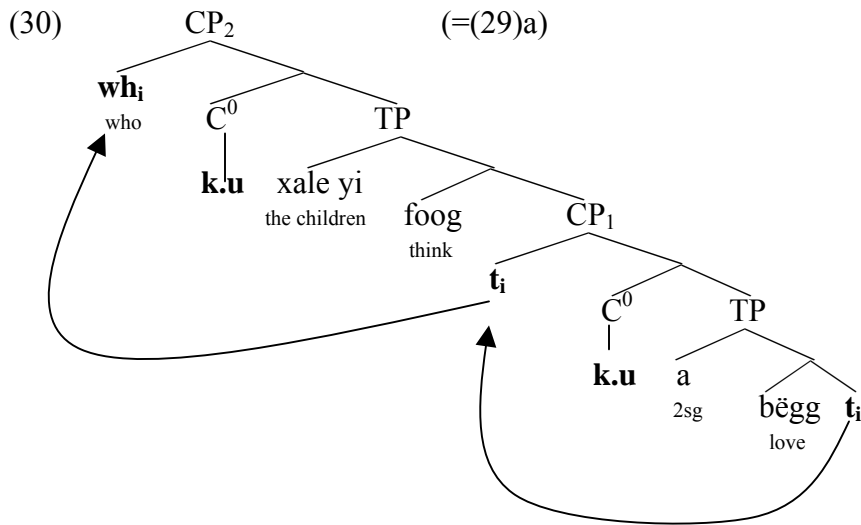 (30) CP₂ (=(29)a)
whᵢ
who
C⁰ TP
k.u xale yi
the children
foog
think
CP₁
tᵢ
C⁰ TP
k.u a
2sg
bëgg tᵢ
love